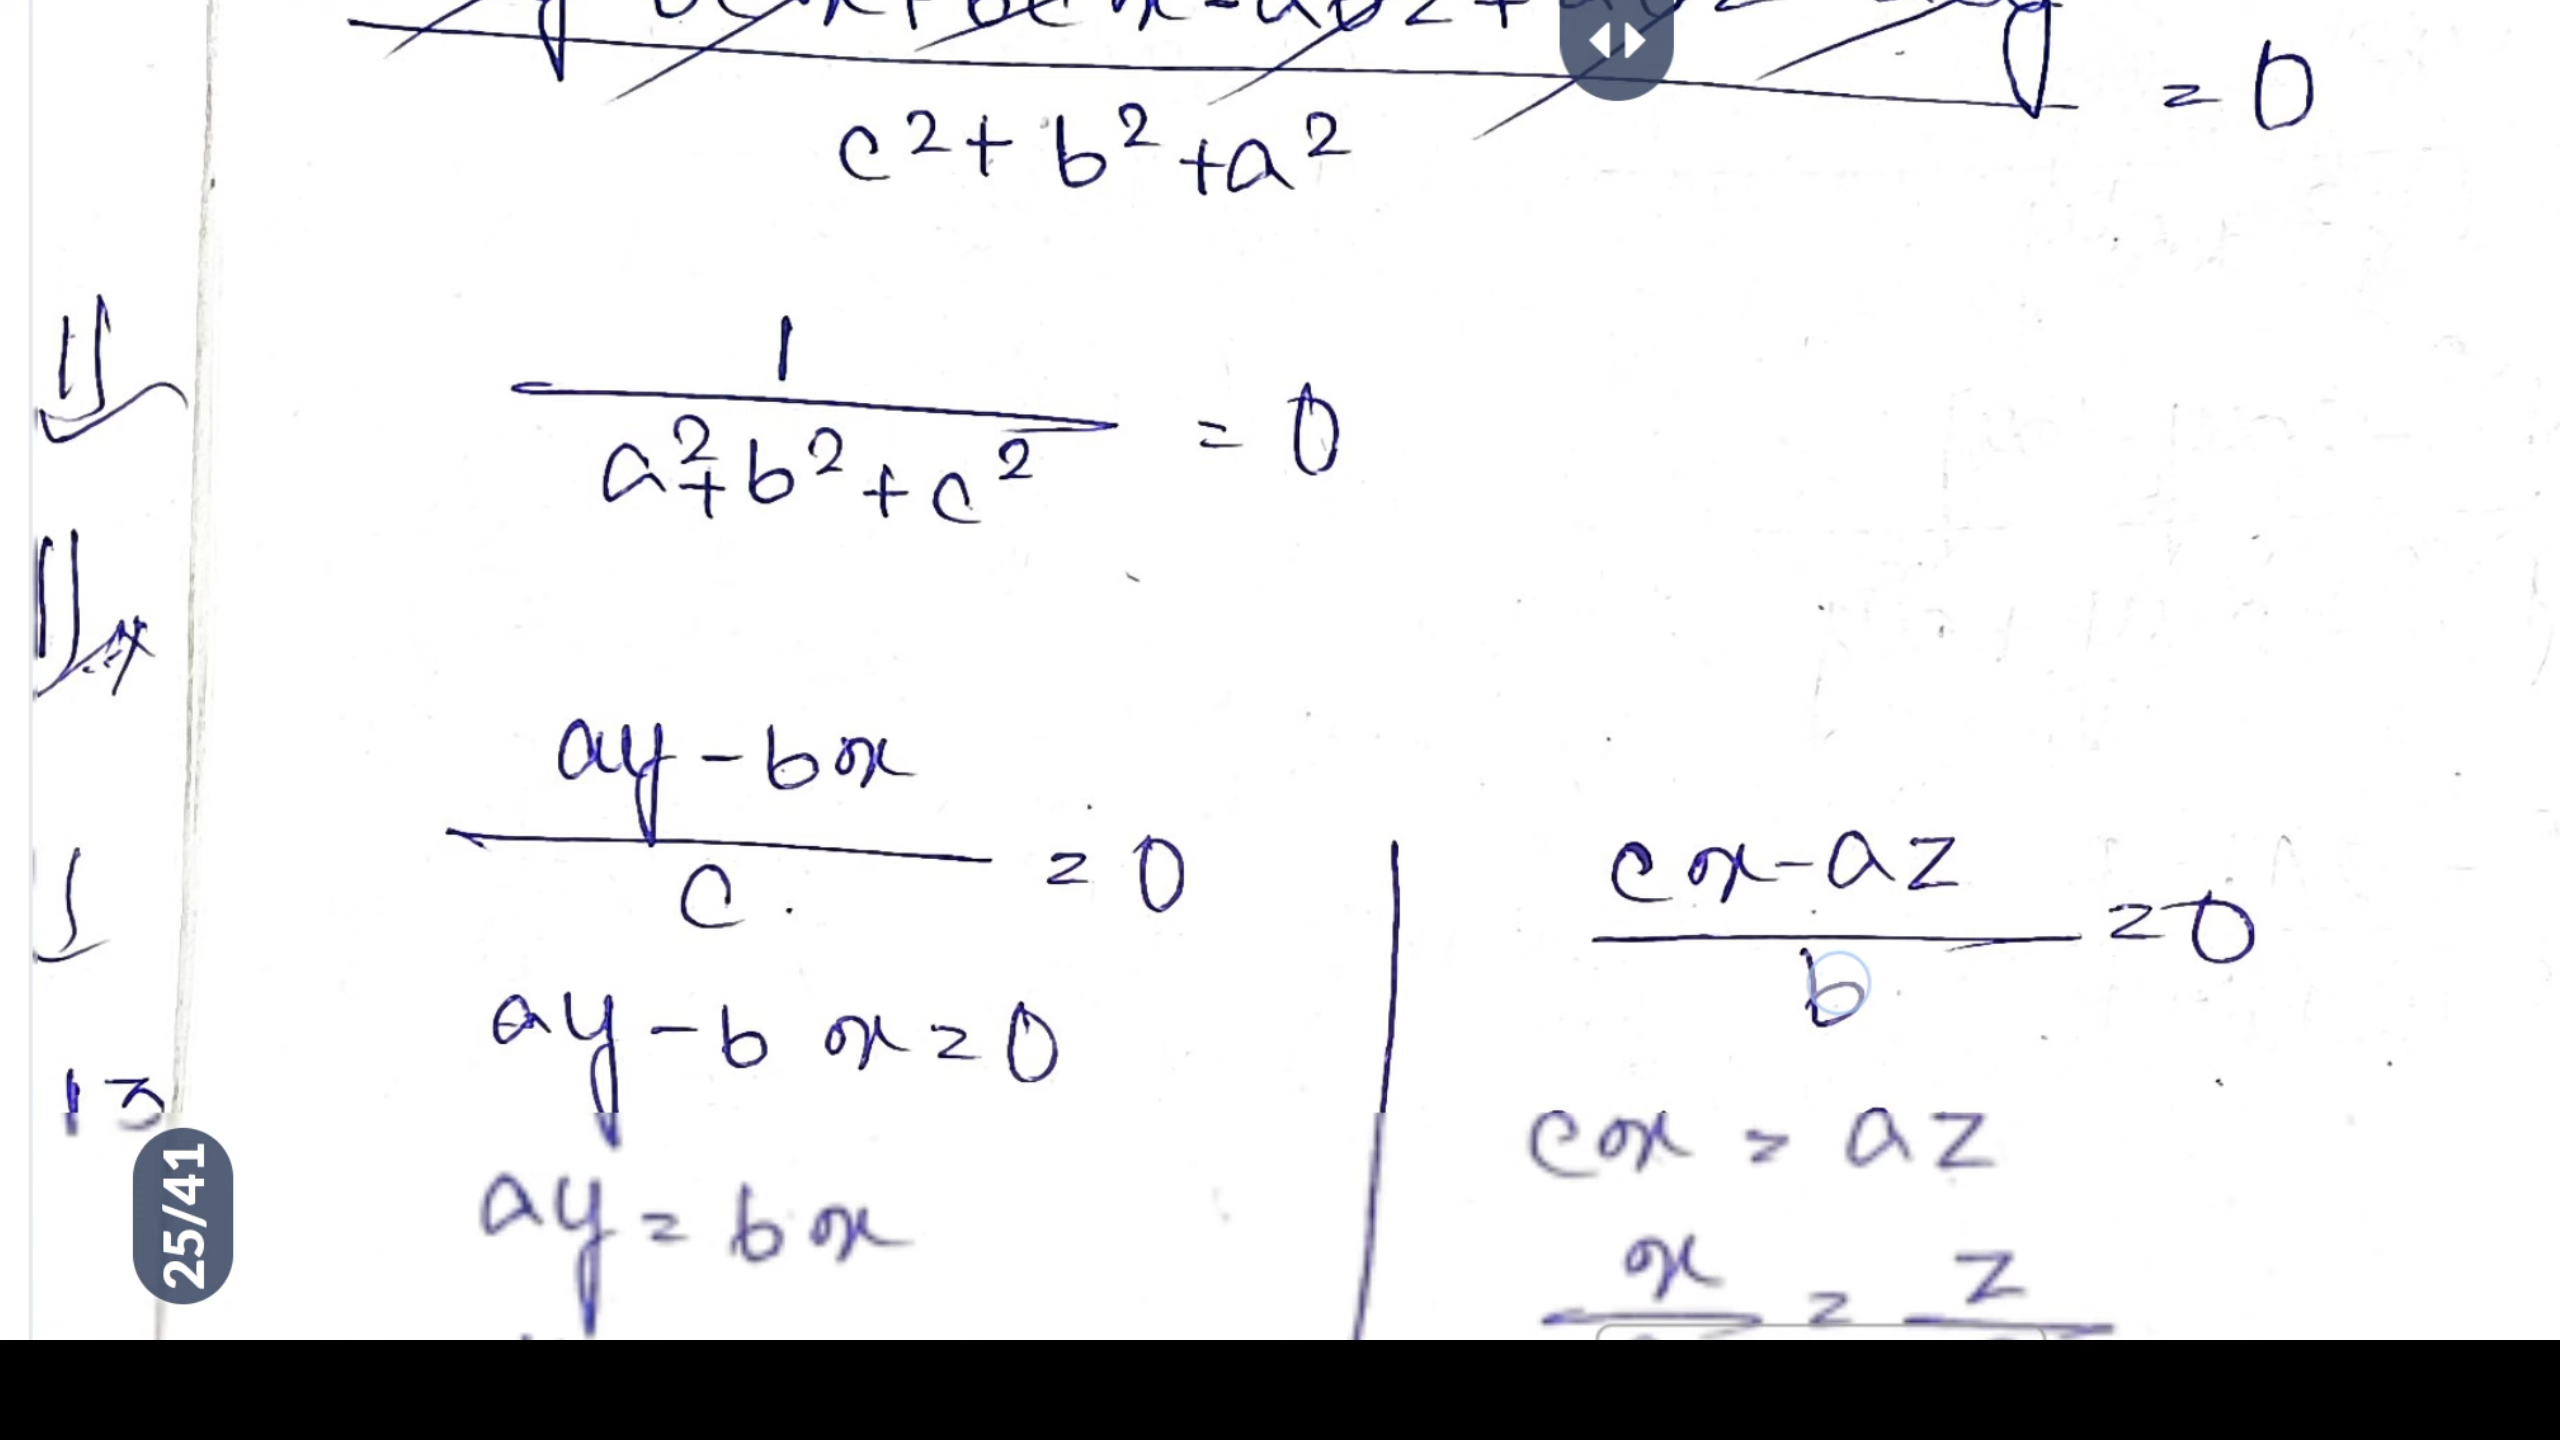 c² + b² + a² = 0
1
a² + b² + c² = 0
ay - bx
c = 0
ay - bx = 0
ay = bx
cx - az
b = 0
cx = az
x = z
13
25/41